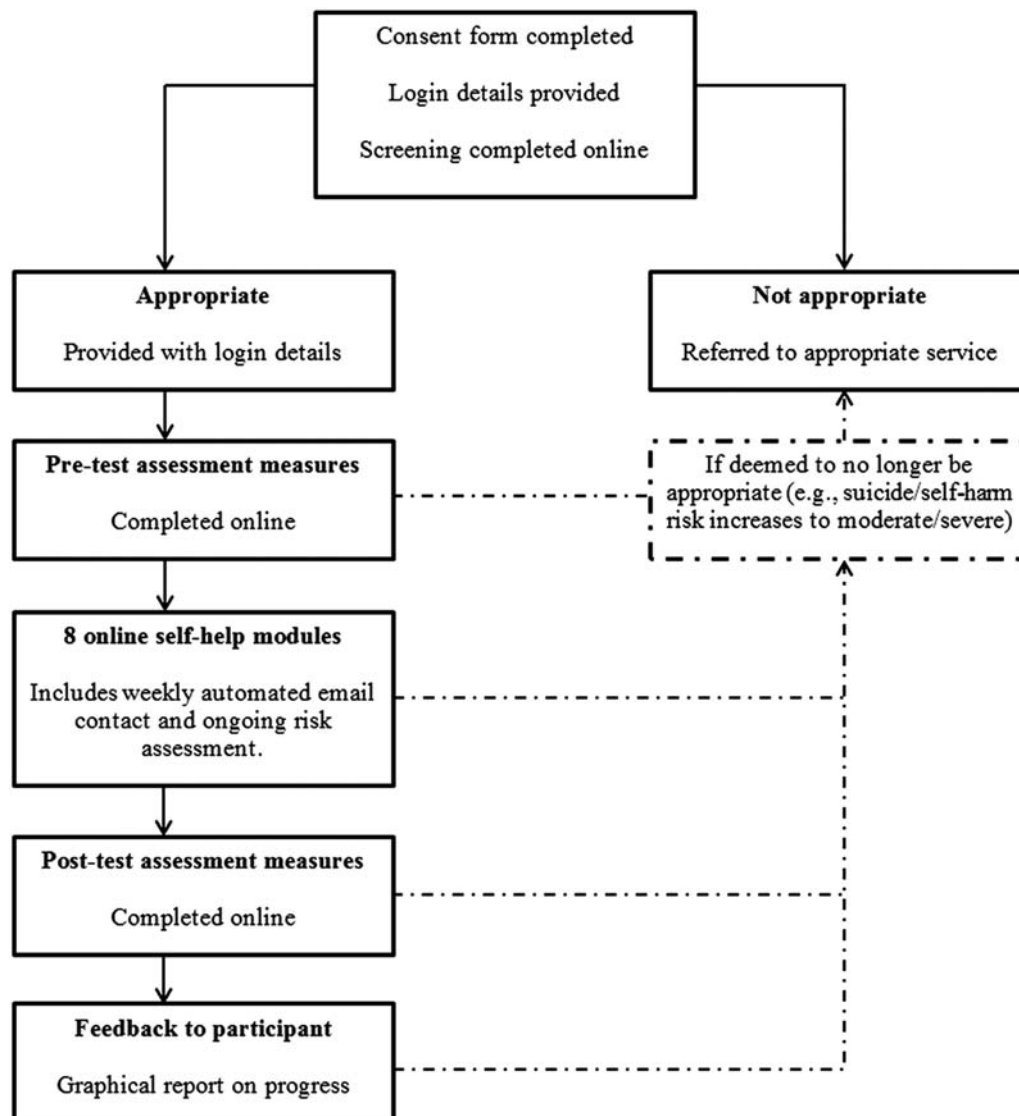 Consent form completed
Login details provided
Screening completed online
Appropriate
Provided with login details
Not appropriate
Referred to appropriate service
Pre-test assessment measures
Completed online
If deemed to no longer be
appropriate (e.g., suicide/self-harm
risk increases to moderate/severe)
8 online self-help modules
Includes weekly automated email
contact and ongoing risk
assessment.
Post-test assessment measures
Completed online
Feedback to participant
Graphical report on progress